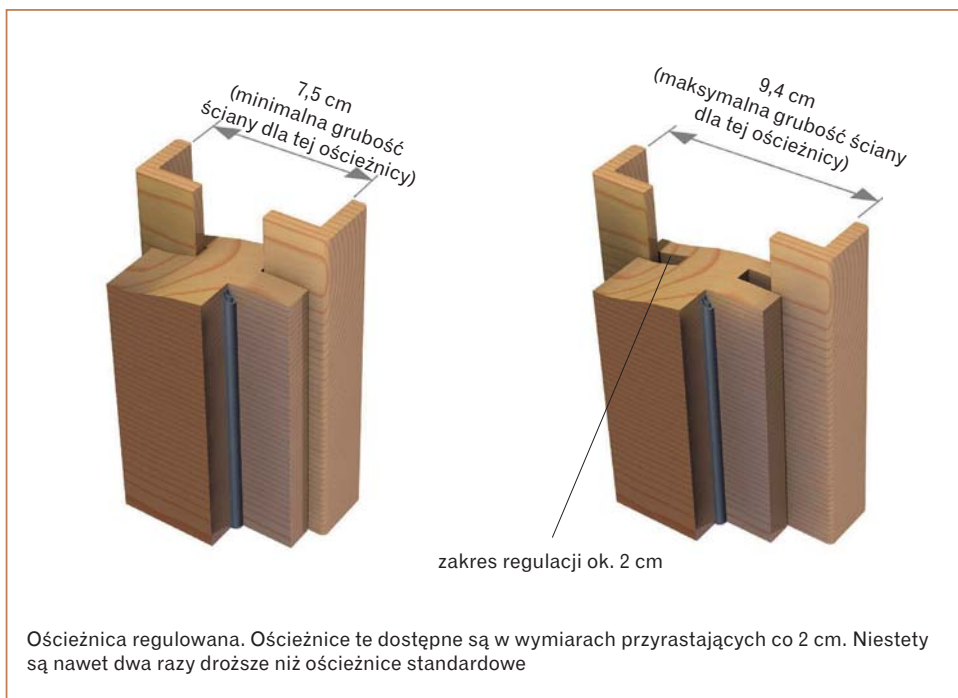 7,5 cm
(minimalna grubość
ściany dla tej ościeżnicy)
9,4 cm
(maksymalna grubość ściany
dla tej ościeżnicy)
zakres regulacji ok. 2 cm
Ościeżnica regulowana. Ościeżnice te dostępne są w wymiarach przyrastających co 2 cm. Niestety
są nawet dwa razy droższe niż ościeżnice standardowe